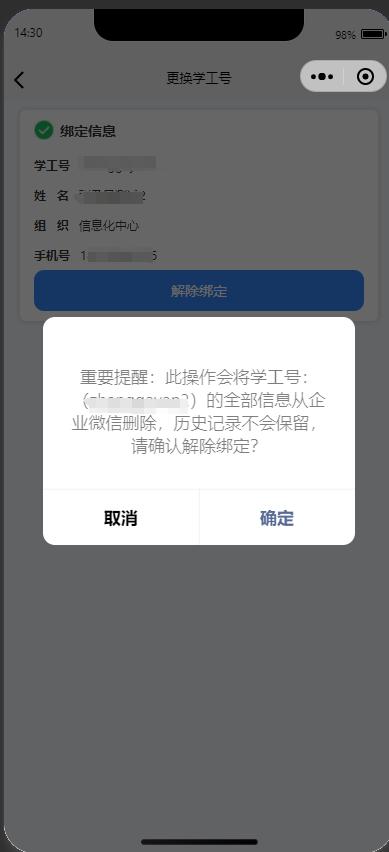 14:30
98%
更换学工号
绑定信息
学工号
姓 名
组 织 信息化中心
手机号
解除绑定
重要提醒：此操作会将学工号：
（）的全部信息从企
业微信删除，历史记录不会保留，
请确认解除绑定？
取消 确定